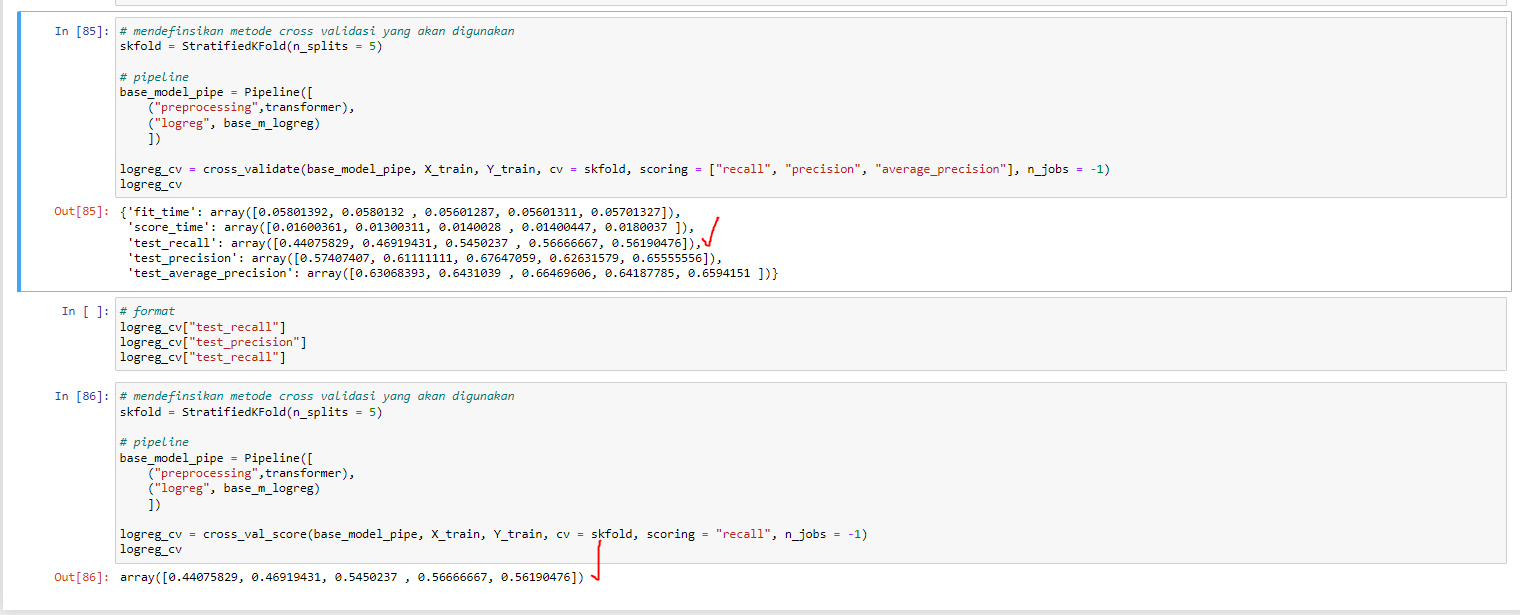 In [85]: # mendefinsikan metode cross validasi yang akan digunakan
skfold = StratifiedKFold(n_splits = 5)
# pipeline
base_model_pipe = Pipeline([
("preprocessing",transformer),
("logreg", base_m_logreg)
])
logreg_cv = cross_validate(base_model_pipe, X_train, Y_train, cv = skfold, scoring = ["recall", "precision", "average_precision"], n_jobs = -1)
logreg_cv
Out[85]: {'fit_time': array([0.05801392, 0.0580132 , 0.05601287, 0.05601311, 0.05701327]),
'score_time': array([0.01600361, 0.01300311, 0.0140028 , 0.01400447, 0.0180037 ]),
'test_recall': array([0.44075829, 0.46919431, 0.5450237 , 0.56666667, 0.56190476]),
'test_precision': array([0.57407407, 0.61111111, 0.67647059, 0.62631579, 0.65555556]),
'test_average_precision': array([0.63068393, 0.6431039 , 0.66469606, 0.64187785, 0.6594151 ])}
In [ ]: # format
logreg_cv["test_recall"]
logreg_cv["test_precision"]
logreg_cv["test_recall"]
In [86]: # mendefinsikan metode cross validasi yang akan digunakan
skfold = StratifiedKFold(n_splits = 5)
# pipeline
base_model_pipe = Pipeline([
("preprocessing",transformer),
("logreg", base_m_logreg)
])
logreg_cv = cross_val_score(base_model_pipe, X_train, Y_train, cv = skfold, scoring = "recall", n_jobs = -1)
logreg_cv
Out[86]: array([0.44075829, 0.46919431, 0.5450237 , 0.56666667, 0.56190476])